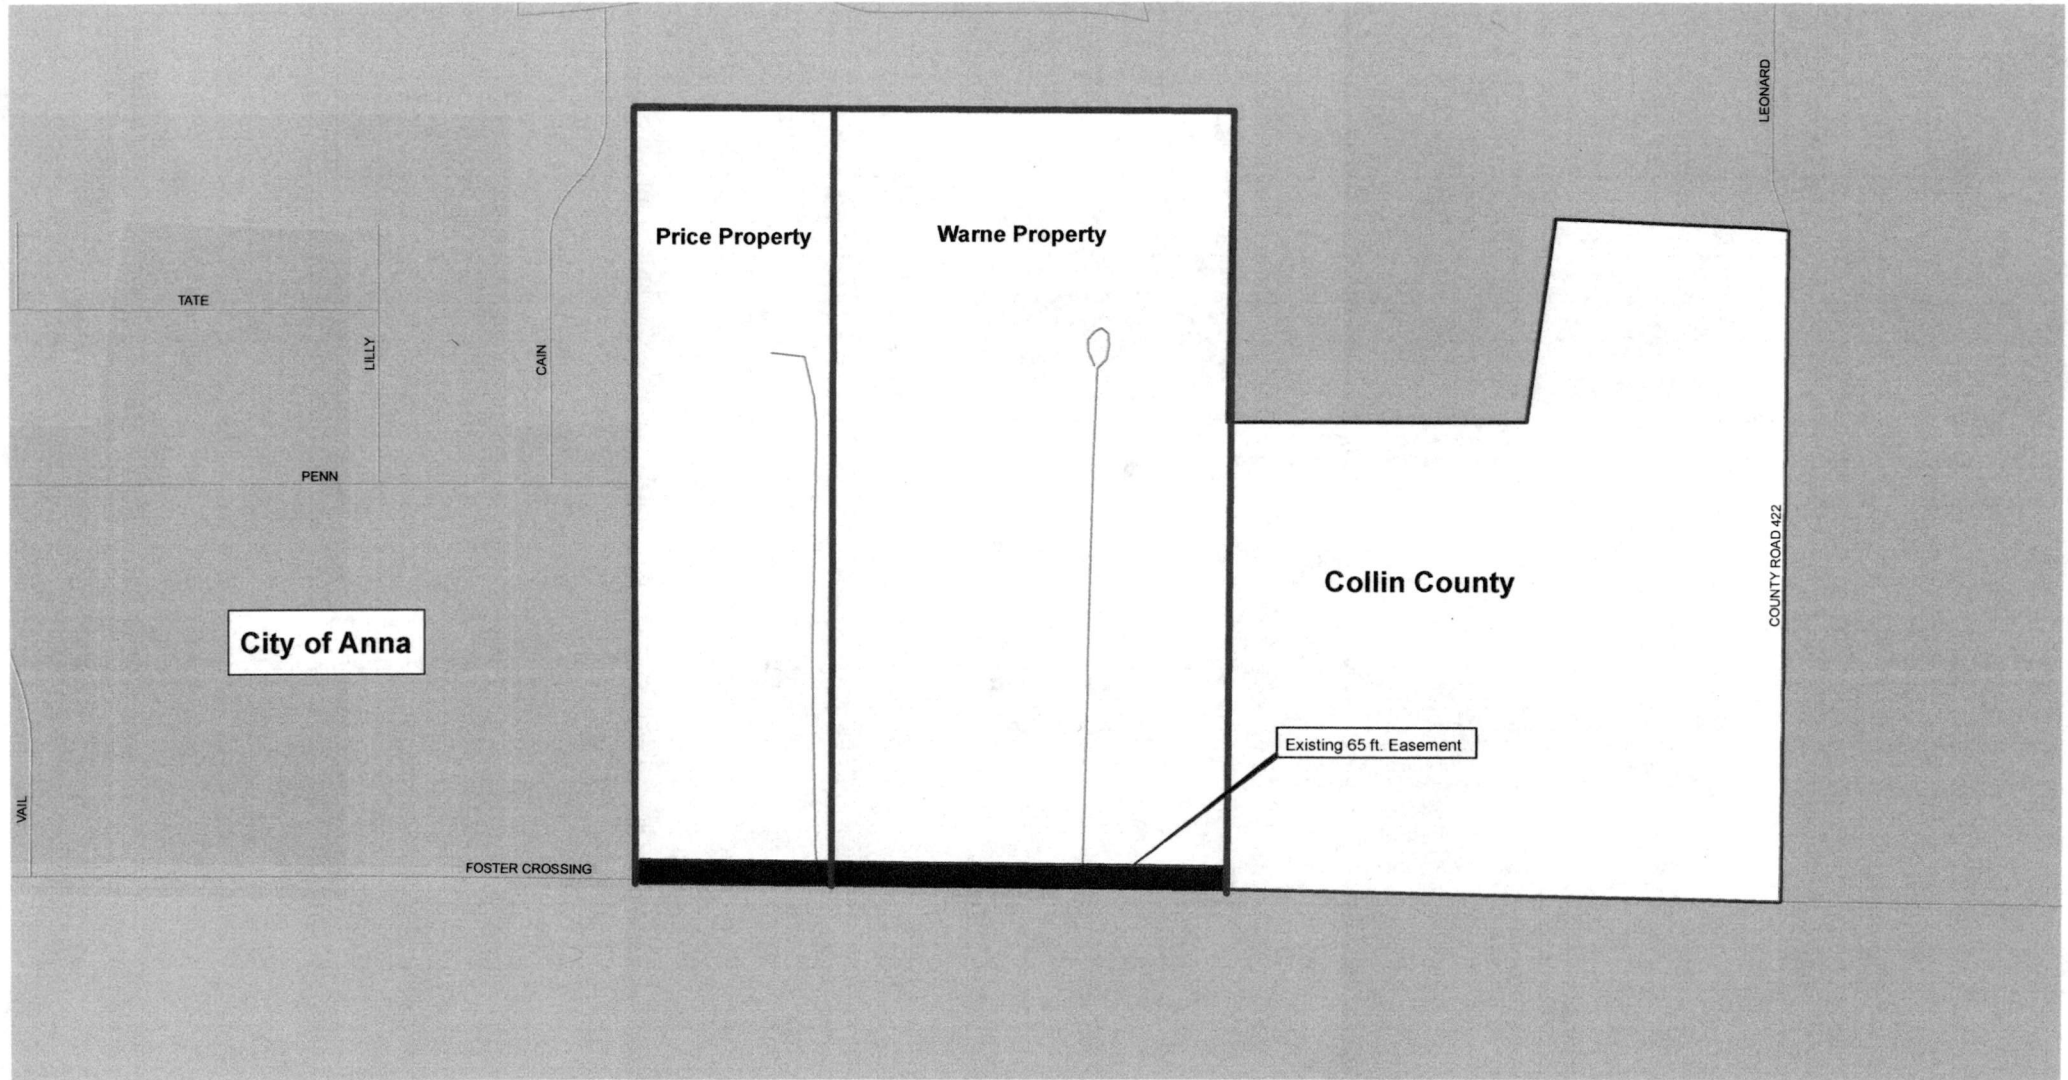 LEONARD
Price Property
Warne Property
TATE
LILLY
CAIN
PENN
COUNTY ROAD 422
Collin County
City of Anna
Existing 65 ft. Easement
VAIL
FOSTER CROSSING